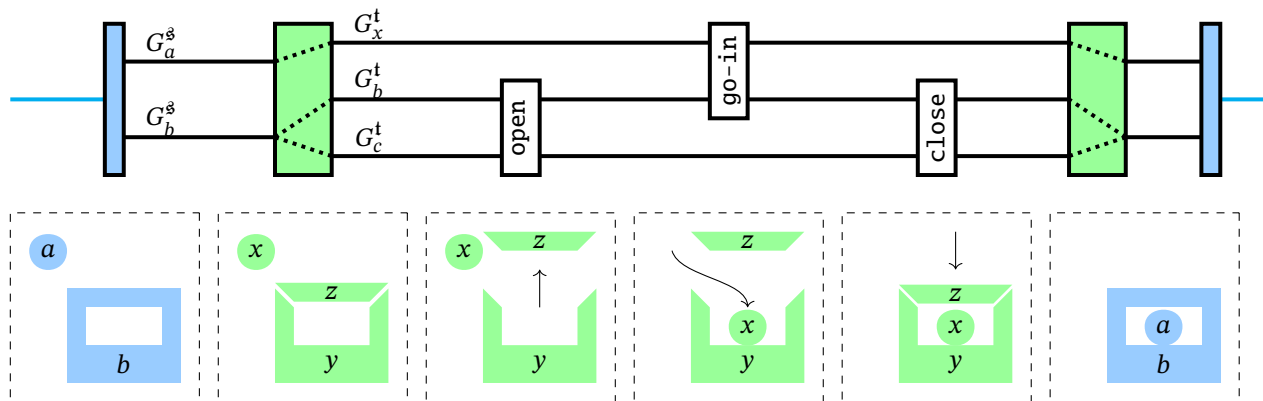 G_x^𝔱
G_a^𝔰
G_b^𝔱
G_b^𝔰
G_c^𝔱
open
go-in
close
a
b
x
z
y
x
z
y
z
x
y
z
x
y
a
b